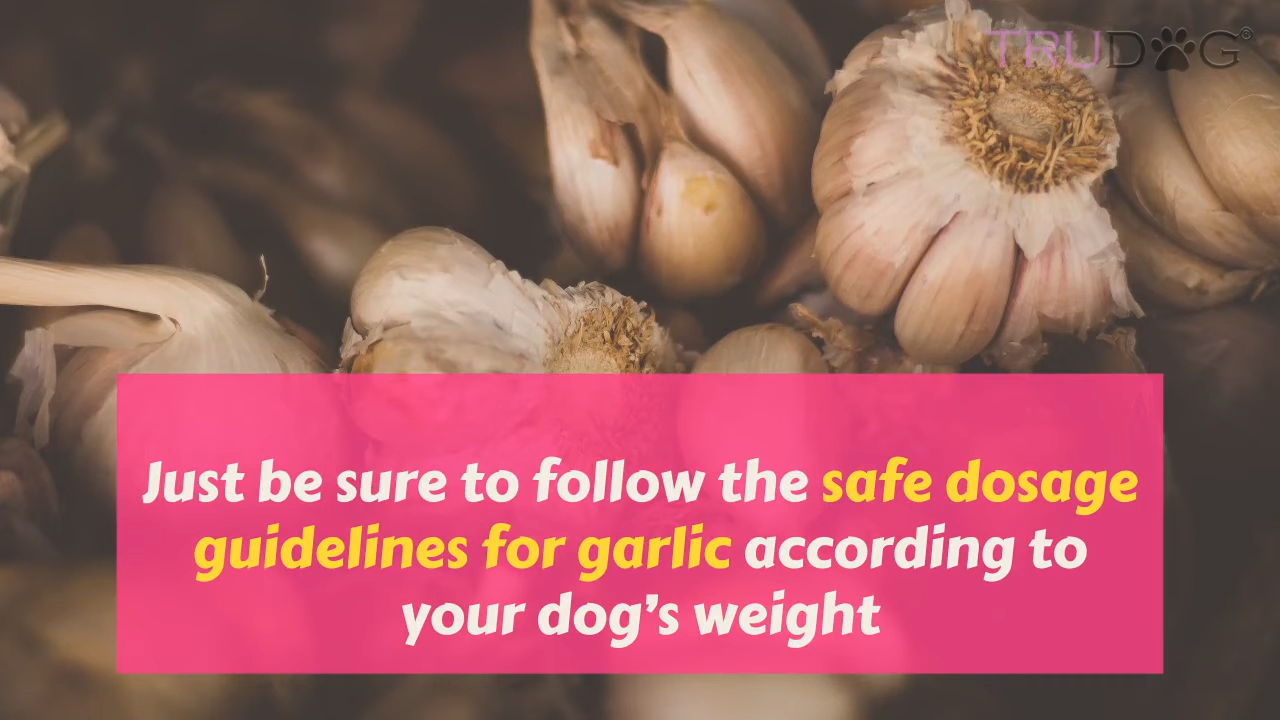 TRUDOG®
Just be sure to follow the safe dosage
guidelines for garlic according to
your dog's weight